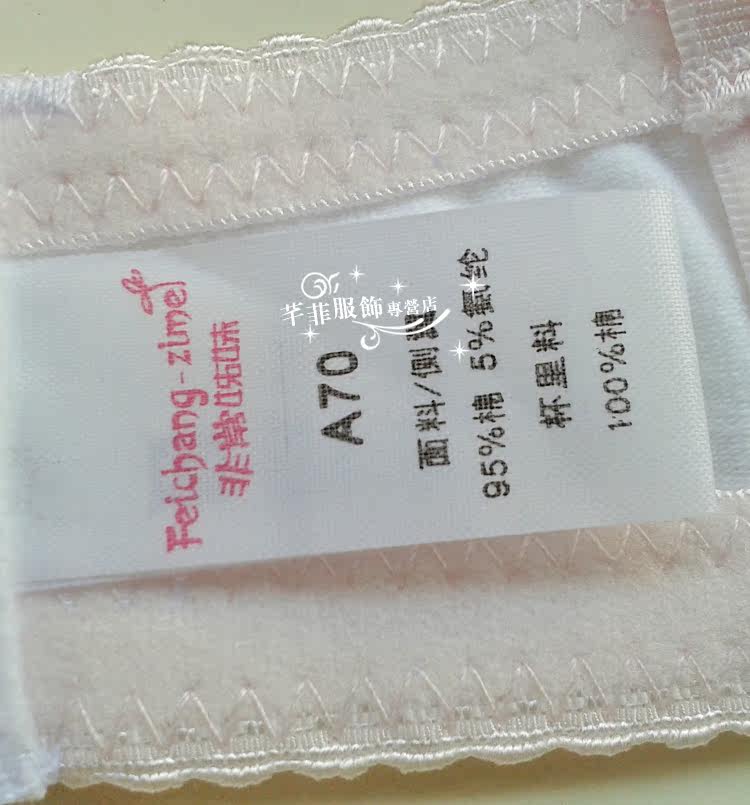 Feichang-zimei
非常姊妹
A70
面料/侧翼
95%棉 5%氨纶
杯里料
100%棉
芊菲服飾專營店